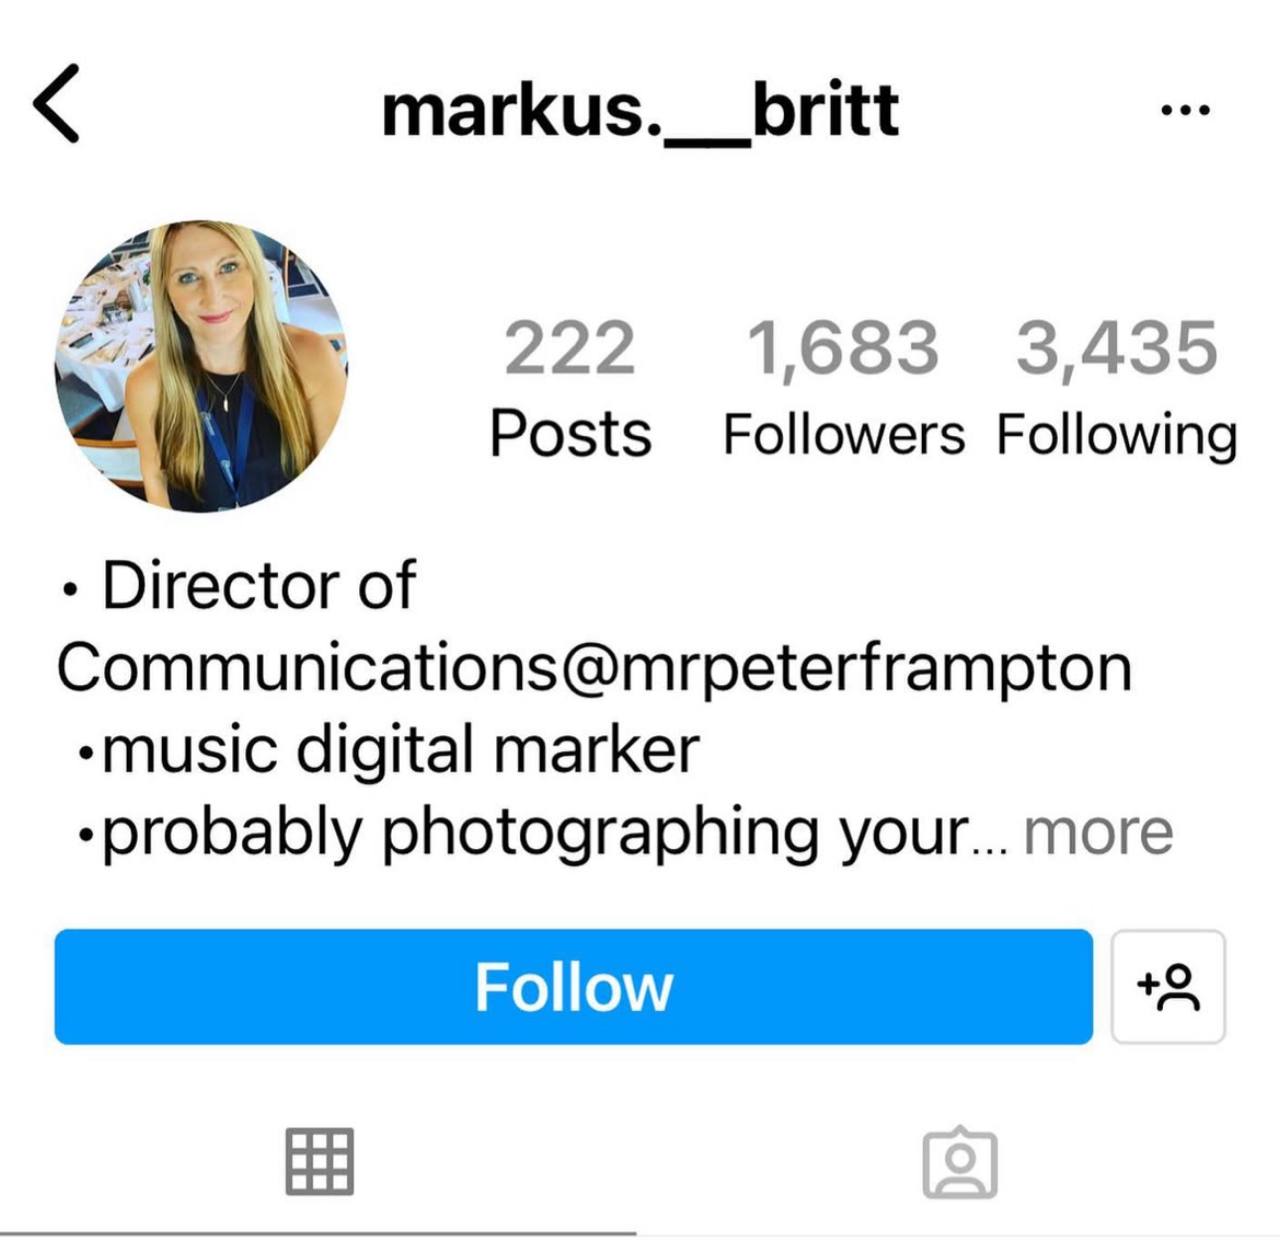 markus.__britt
222 1,683 3,435
Posts Followers Following
• Director of
Communications@mrpeterframpton
•music digital marker
•probably photographing your... more
Follow